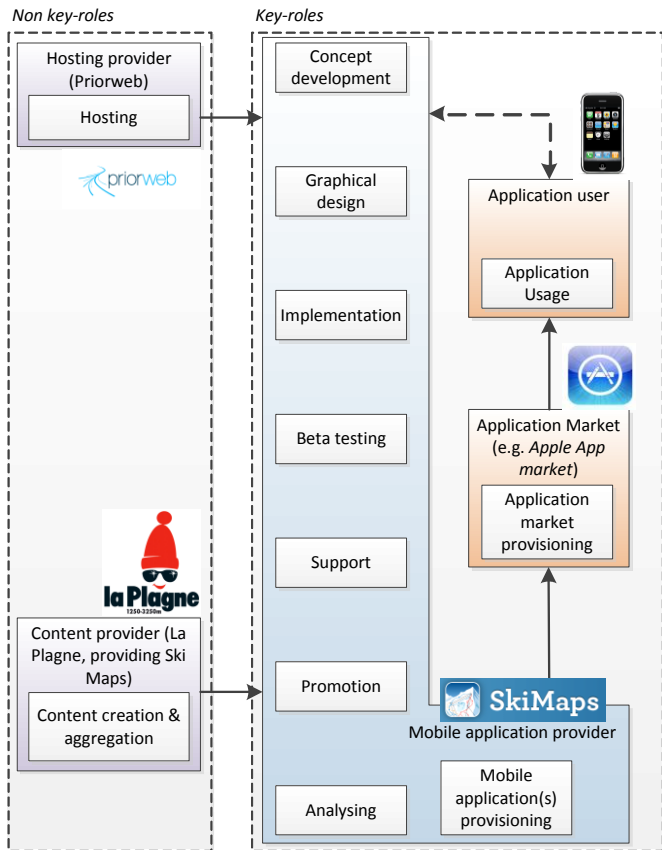 Non key-roles
Key-roles
Hosting provider
(Priorweb)
Hosting
priorweb
la Plagne
1250-3250m
Content provider (La
Plagne, providing Ski
Maps)
Content creation &
aggregation
Concept
development
Graphical
design
Implementation
Beta testing
Support
Promotion
Analysing
Application user
Application
Usage
Application Market
(e.g. Apple App
market)
Application
market
provisioning
SkiMaps
Mobile application provider
Mobile
application(s)
provisioning